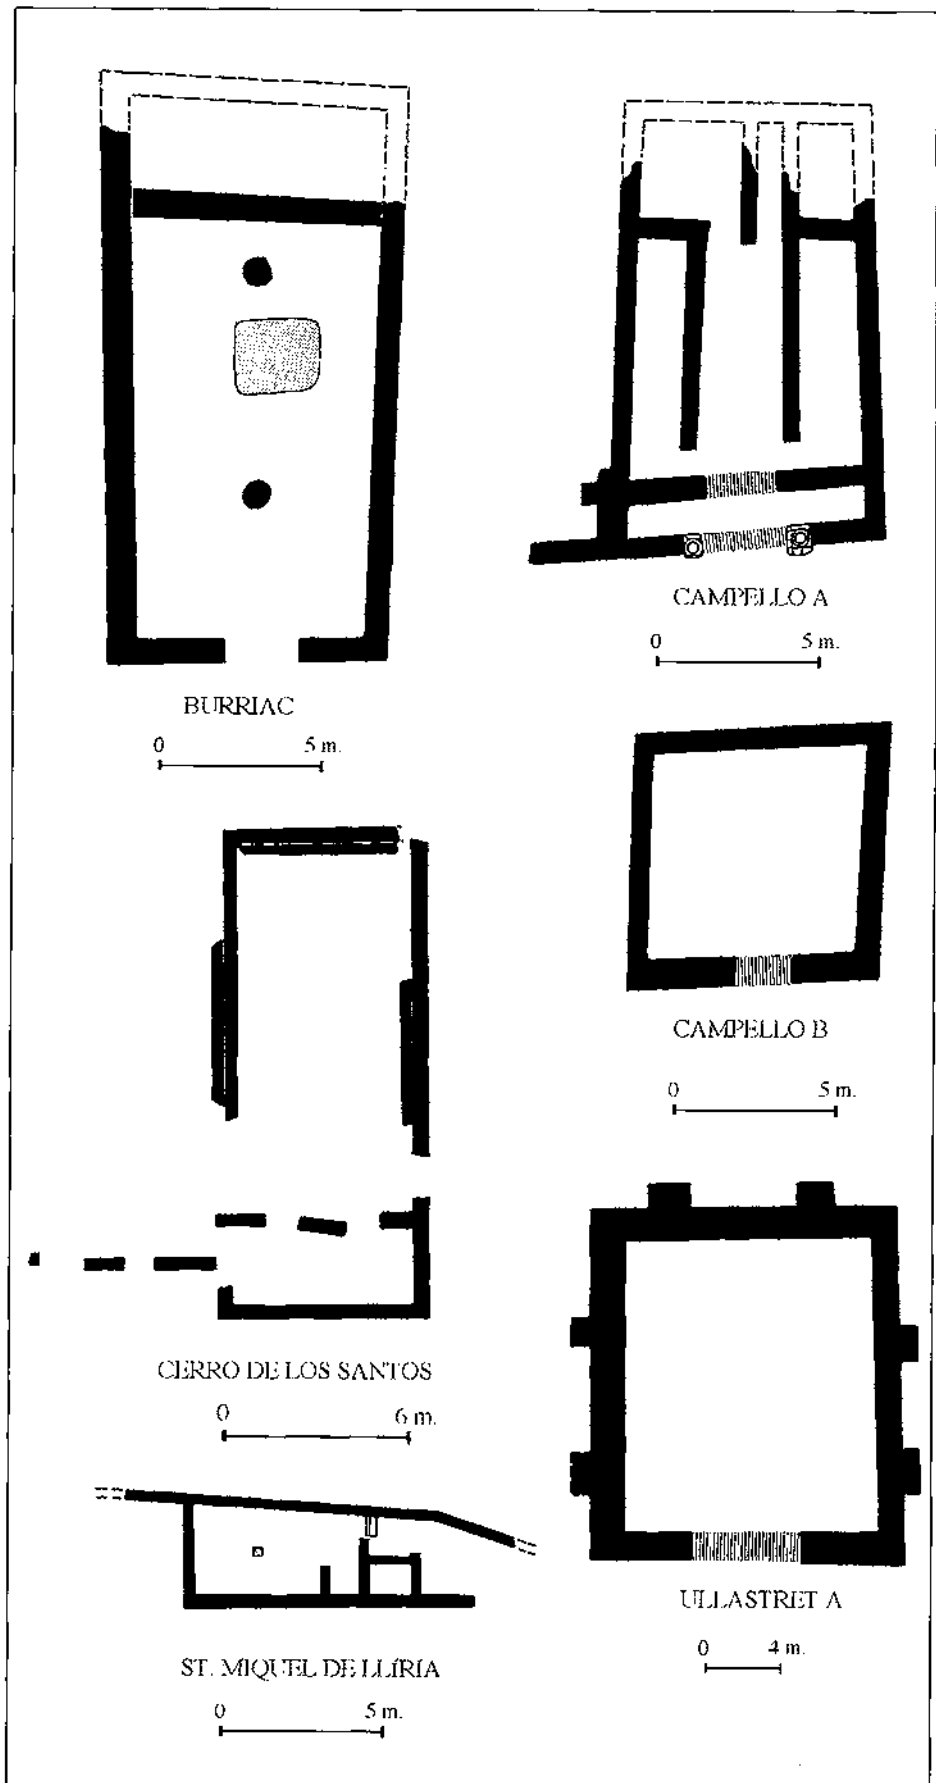 CAMPELLO A
0 5 m.
BURRIAC
0 5 m.
CAMPELLO B
0 5 m.
CERRO DE LOS SANTOS
0 6 m.
ULLASTRET A
0 4 m.
ST. MIQUEL DE LLÍRIA
0 5 m.